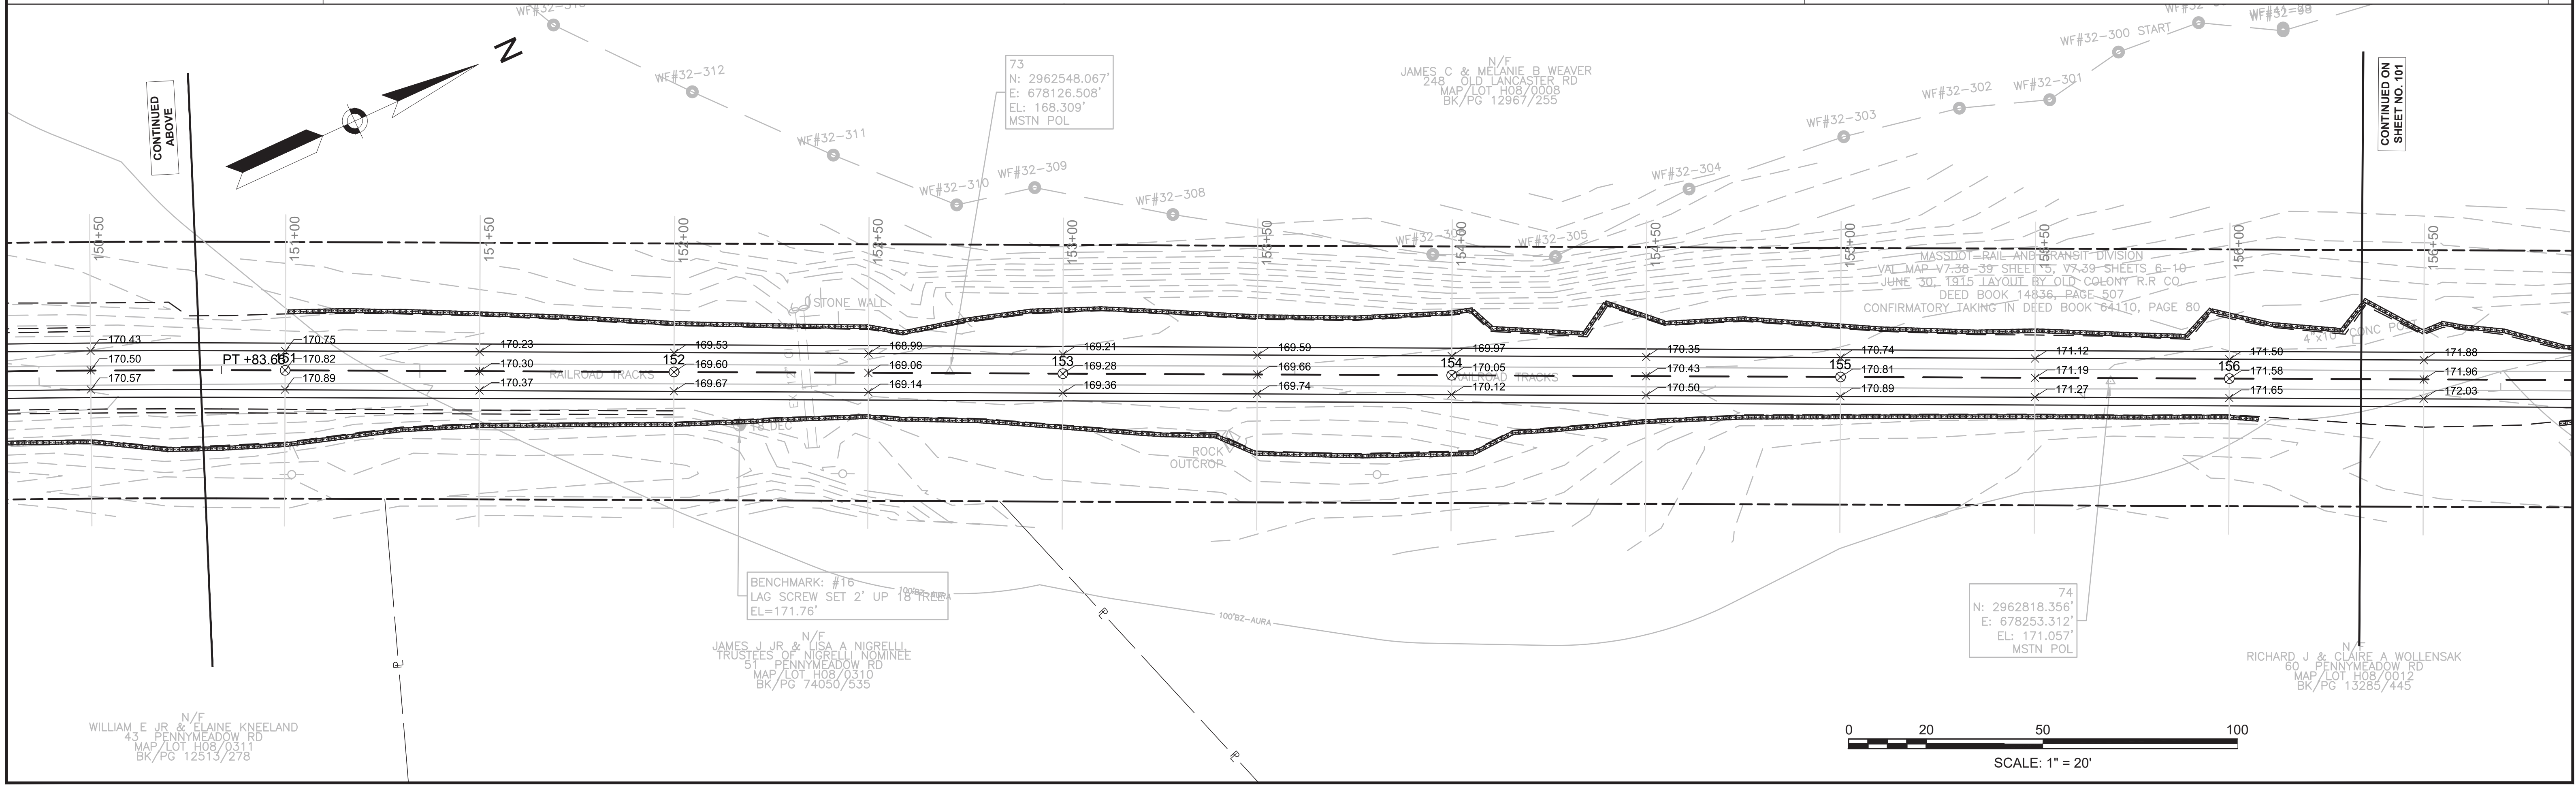 WF#32-312
WF#32-311
WF#32-310
WF#32-309
WF#32-308
WF#32-305
WF#32-304
WF#32-303
WF#32-302
WF#32-301
WF#32-300 START
N
CONTINUED
ABOVE
73
N: 2962548.067'
E: 678126.508'
EL: 168.309'
MSTN POL
N/F
JAMES C & MELANIE B WEAVER
248 OLD LANCASTER RD
MAP/LOT H08/0008
BK/PG 12967/255
CONTINUED ON
SHEET NO. 101
150+50
151+00
151+50
152+00
152+50
153+00
153+50
154+00
154+50
155+00
155+50
156+00
156+50
MASSDOT-RAIL AND TRANSIT DIVISION
VAL MAP V7.38-39 SHEET 5, V7.39 SHEETS 6-10
JUNE 30, 1915 LAYOUT BY OLD COLONY R.R CO.
DEED BOOK 14836, PAGE 507
CONFIRMATORY TAKING IN DEED BOOK 64110, PAGE 80
STONE WALL
CONC POST
170.43
170.50
170.57
PT +83.66
151
170.75
170.82
170.89
170.23
170.30
170.37
RAILROAD TRACKS
152
169.53
169.60
169.67
168.99
169.06
169.14
153
169.21
169.28
169.36
169.59
169.66
169.74
154
169.97
170.05
170.12
RAILROAD TRACKS
170.35
170.43
170.50
155
170.74
170.81
170.89
171.12
171.19
171.27
156
171.50
171.58
171.65
171.88
171.96
172.03
18 DEC
ROCK
OUTCROP
BENCHMARK: #16
LAG SCREW SET 2' UP 18 TREE
EL=171.76'
100'BZ-AURA
100'BZ-AURA
74
N: 2962818.356'
E: 678253.312'
EL: 171.057'
MSTN POL
N/F
JAMES J JR & LISA A NIGRELLI,
TRUSTEES OF NIGRELLI NOMINEE
51 PENNYMEADOW RD
MAP/LOT H08/0310
BK/PG 74050/535
N/F
RICHARD J & CLAIRE A WOLLENSAK
60 PENNYMEADOW RD
MAP/LOT H08/0012
BK/PG 13285/445
N/F
WILLIAM E JR & ELAINE KNEELAND
43 PENNYMEADOW RD
MAP/LOT H08/0311
BK/PG 12513/278
PL
PL
PL
0 20 50 100
SCALE: 1" = 20'